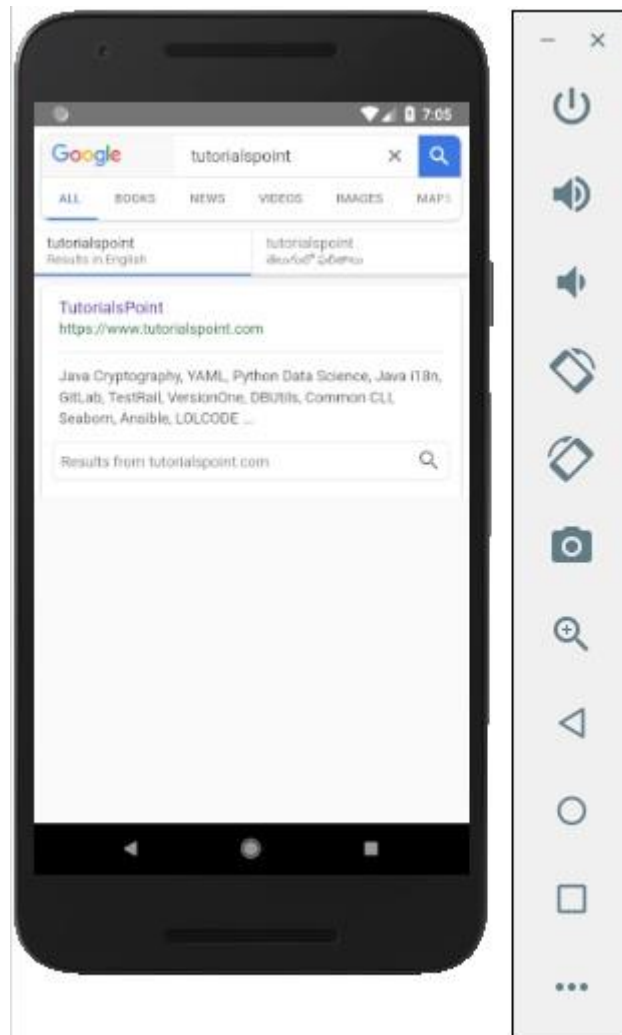 7:05
Google tutorialspoint
ALL BOOKS NEWS VIDEOS IMAGES MAPS
tutorialspoint
Results in English
tutorialspoint
తెలుగులో ఫలితాలు
TutorialsPoint
https://www.tutorialspoint.com
Java Cryptography, YAML, Python Data Science, Java i18n,
GitLab, TestRail, VersionOne, DBUtils, Common CLI,
Seaborn, Ansible, LOLCODE ...
Results from tutorialspoint.com